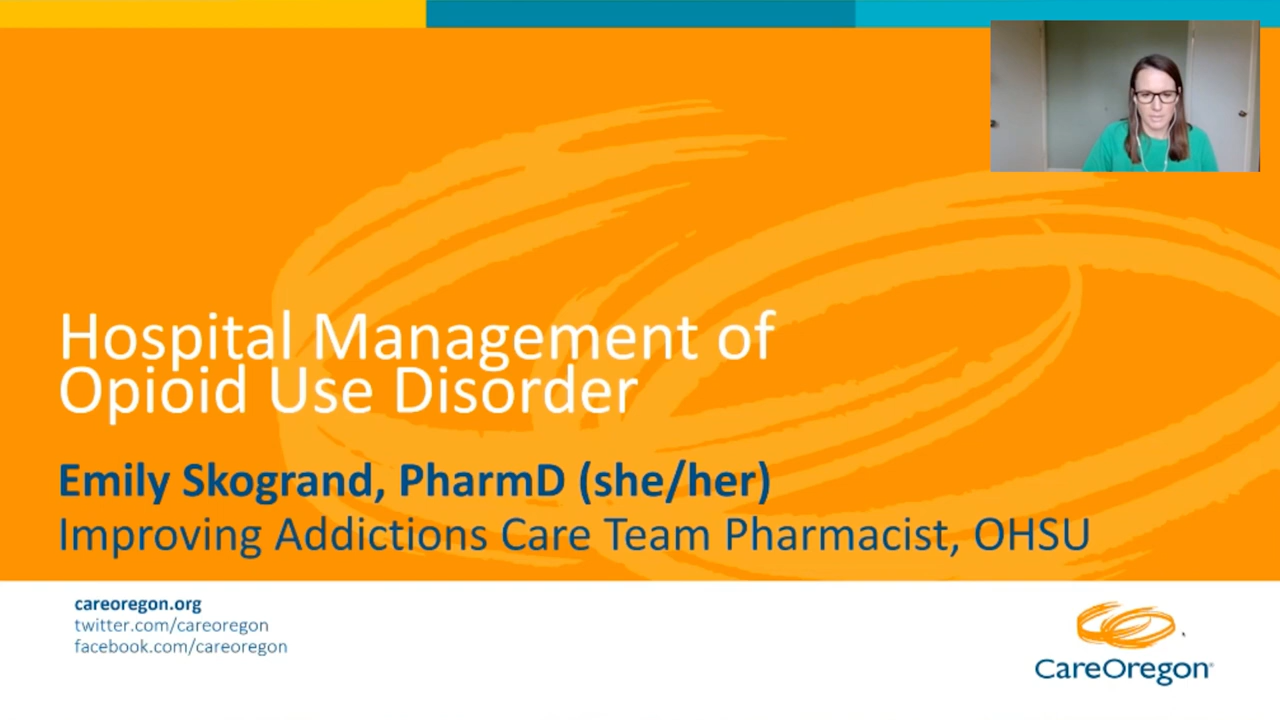 Hospital Management of
Opioid Use Disorder
Emily Skogrand, PharmD (she/her)
Improving Addictions Care Team Pharmacist, OHSU
careoregon.org
twitter.com/careoregon
facebook.com/careoregon
CareOregon®